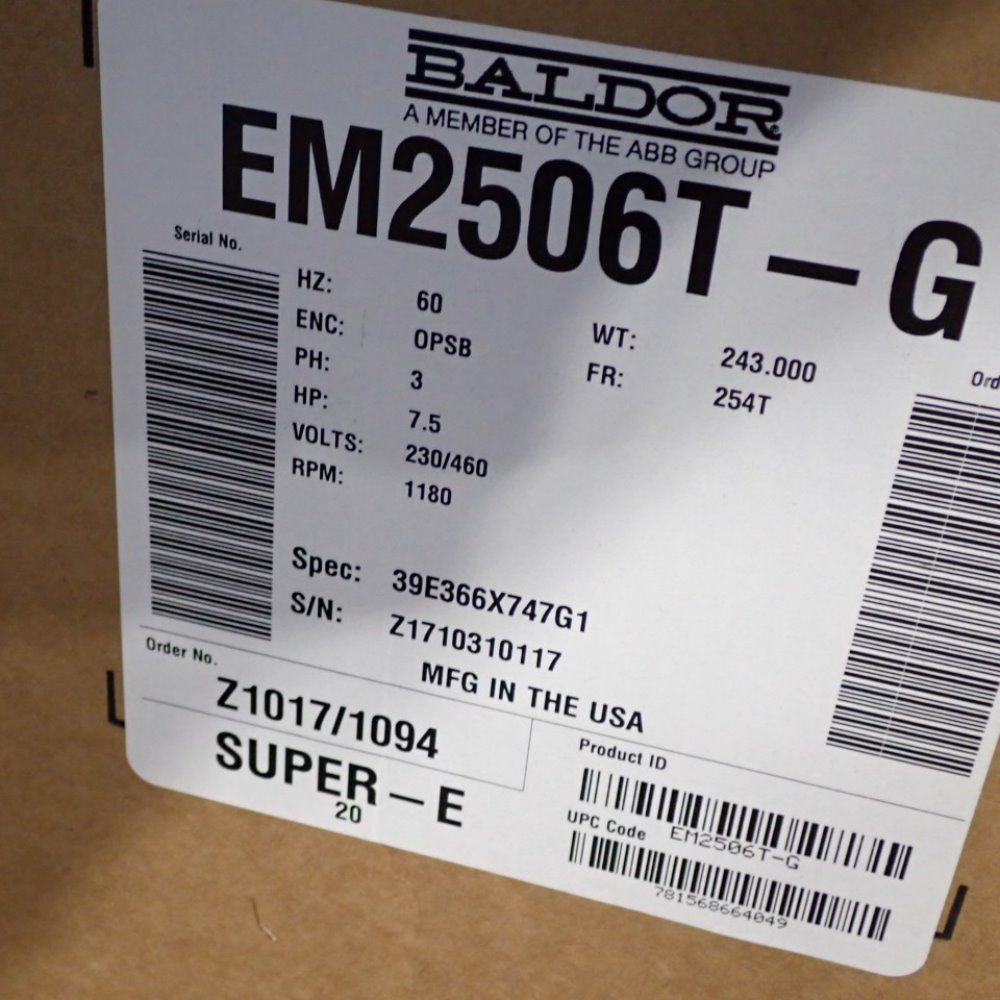 BALDOR
A MEMBER OF THE ABB GROUP
EM2506T-G
Serial No.
HZ: 60
ENC: OPSB
PH: 3
HP: 7.5
VOLTS: 230/460
RPM: 1180
WT: 243.000
FR: 254T
Ord
Spec: 39E366X747G1
S/N: Z1710310117
MFG IN THE USA
Order No.
Z1017/1094
SUPER-E
20
Product ID
EM2506T-G
UPC Code
781568664049